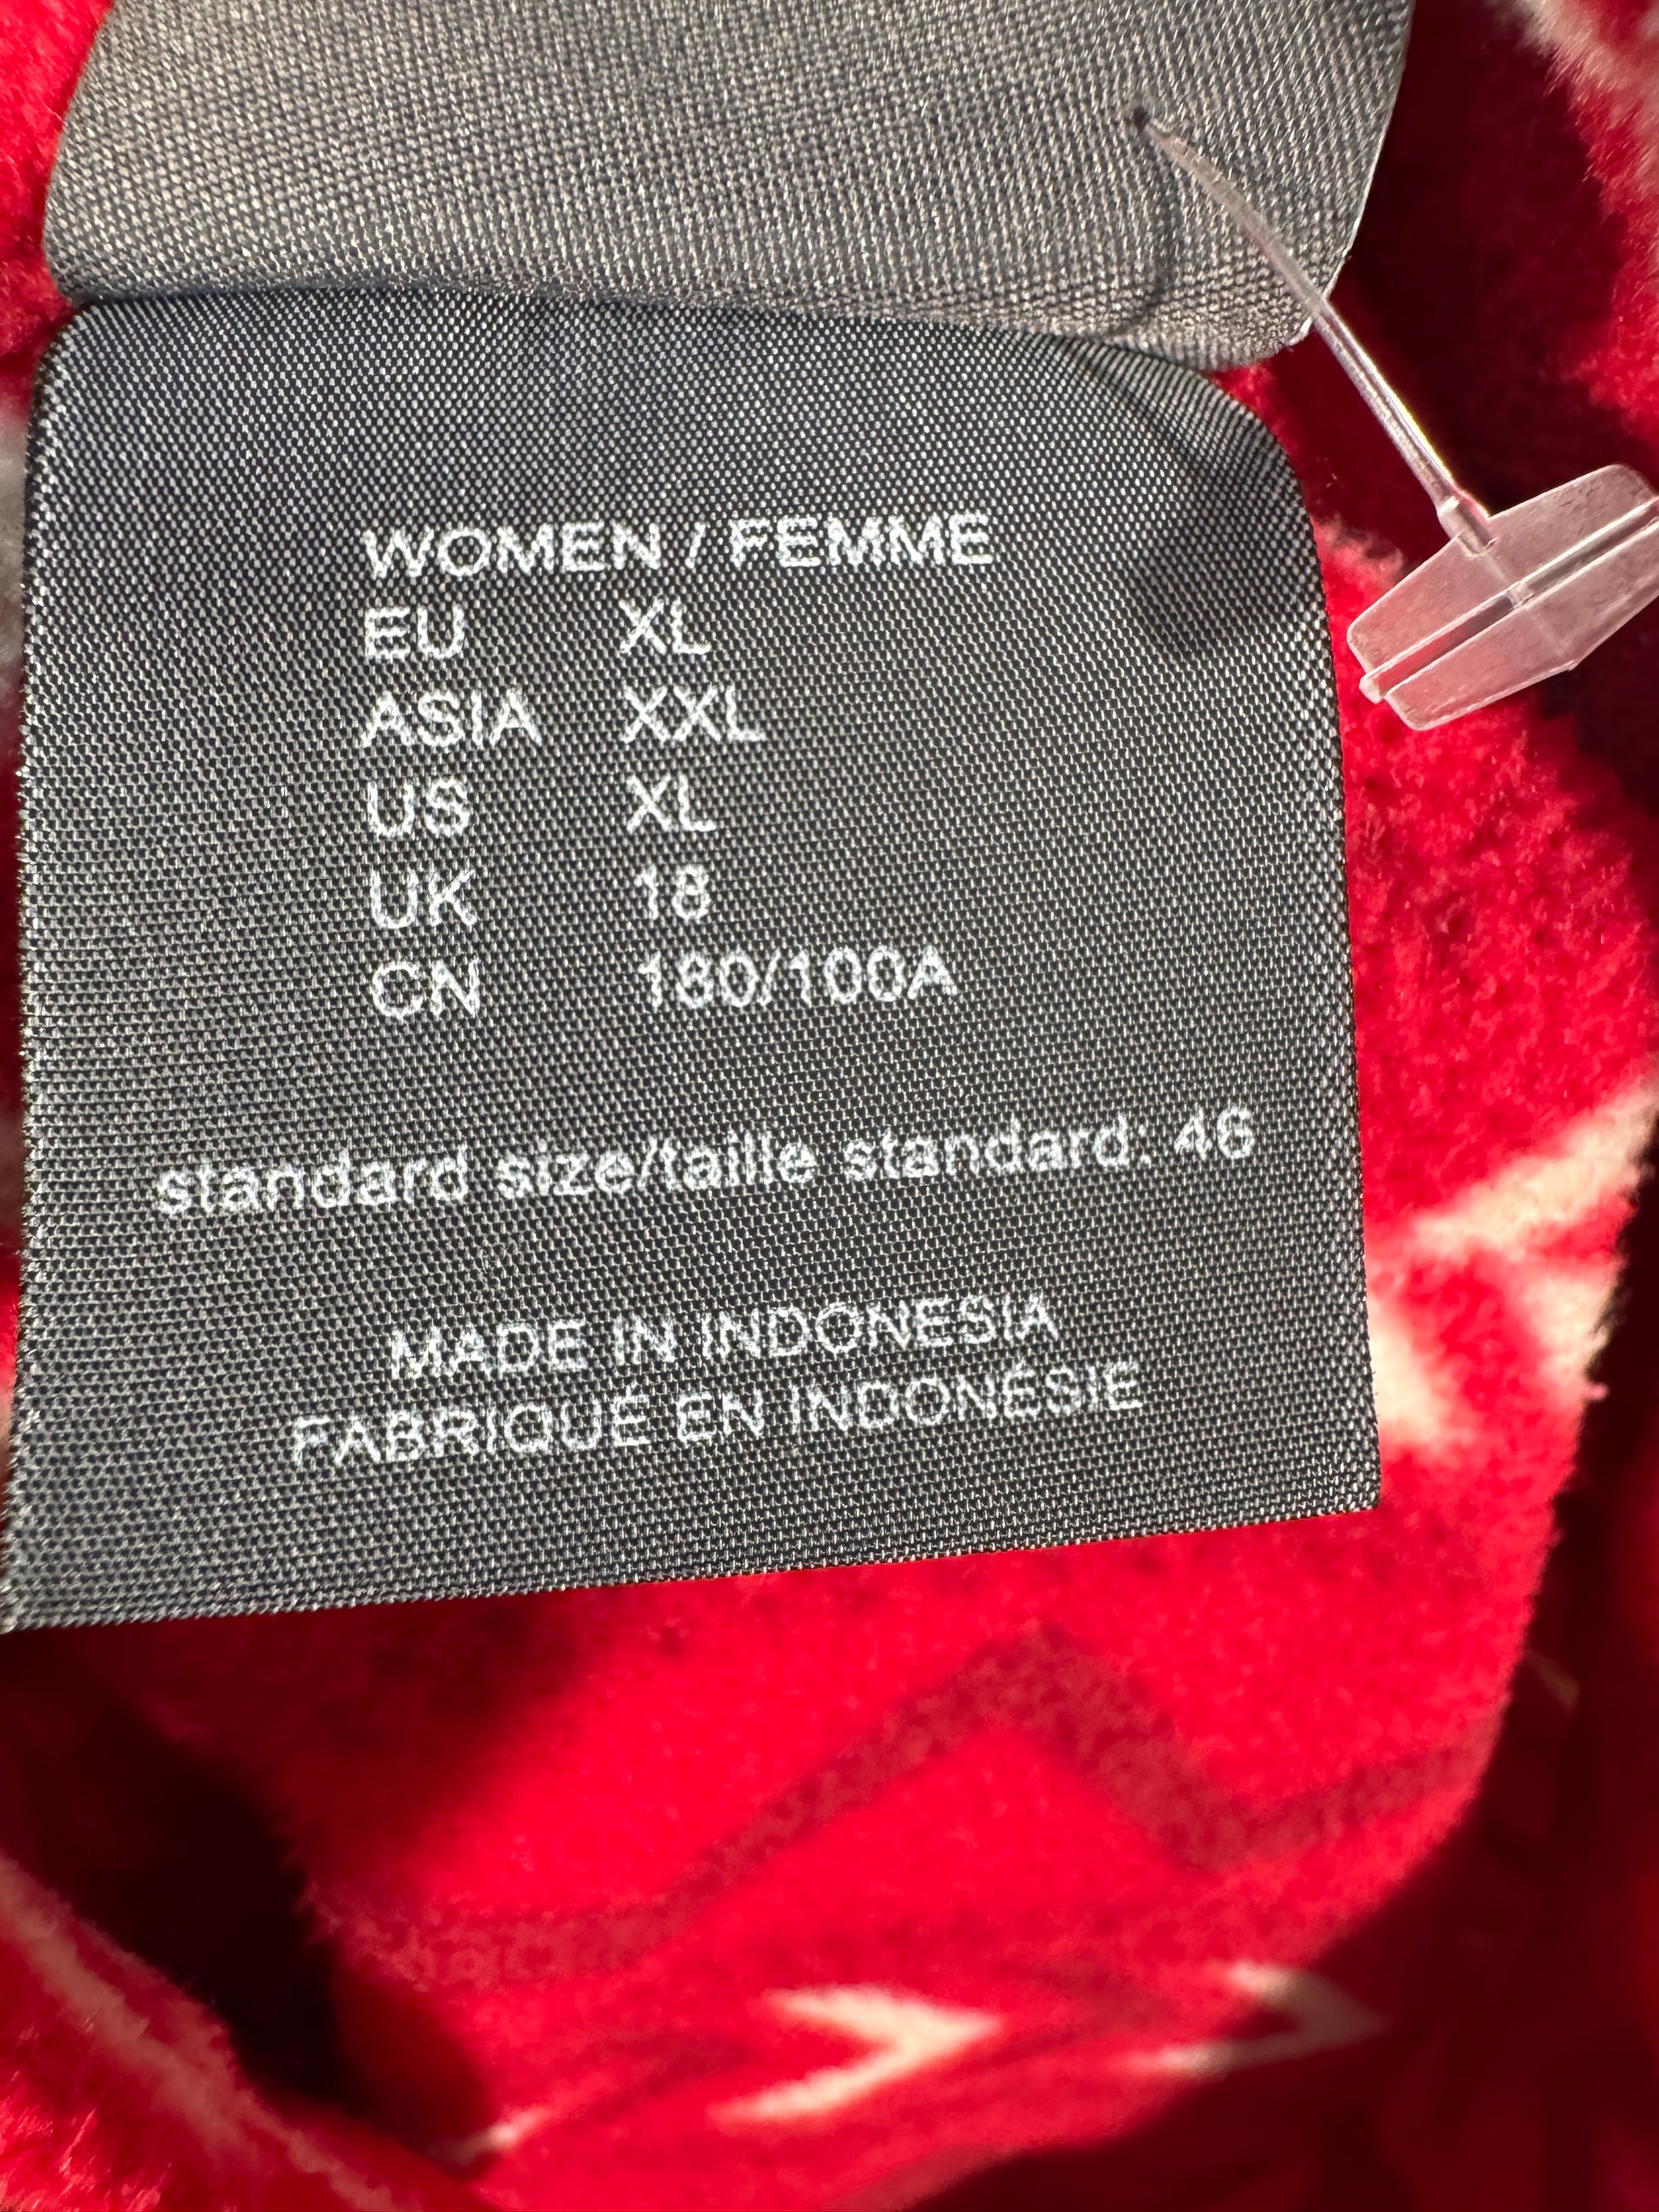 WOMEN / FEMME
EU XL
ASIA XXL
US XL
UK 18
CN 180/100A
standard size/taille standard: 46
MADE IN INDONESIA
FABRIQUÉ EN INDONÉSIE